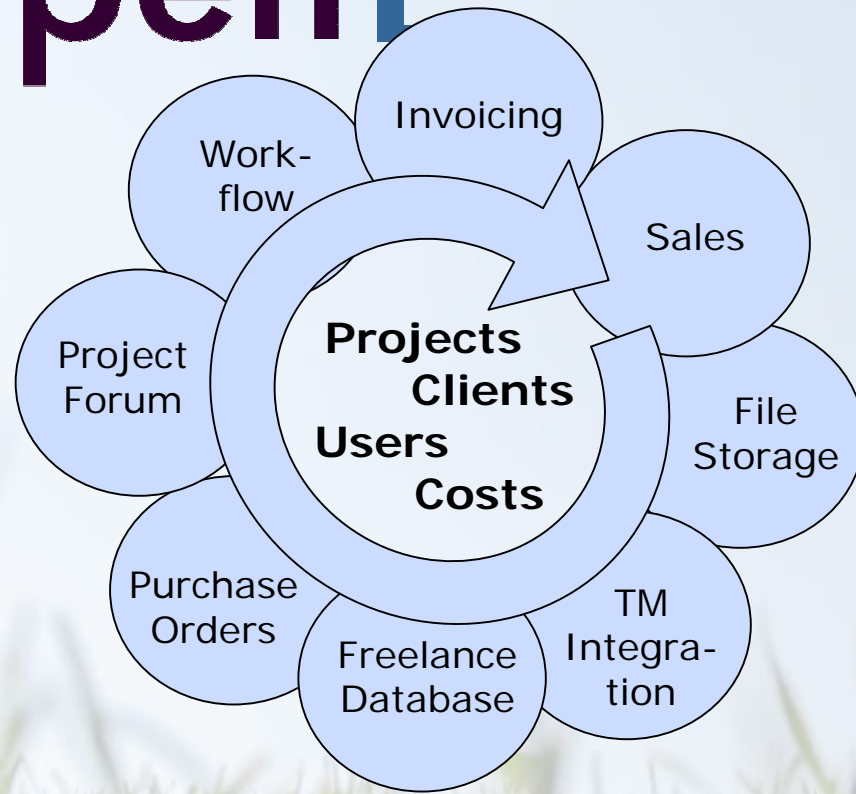 pen
Invoicing
Work-
flow
Sales
Project
Forum
Projects
Clients
Users
Costs
File
Storage
Purchase
Orders
Freelance
Database
TM
Integra-
tion